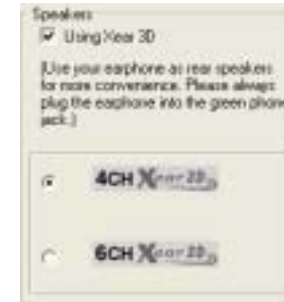 Speakers
Using Xear 3D
(Use your earphone as rear speakers
for more convenience. Please always
plug the earphone into the green phone
jack.)
4CH Xear 3D
6CH Xear 3D